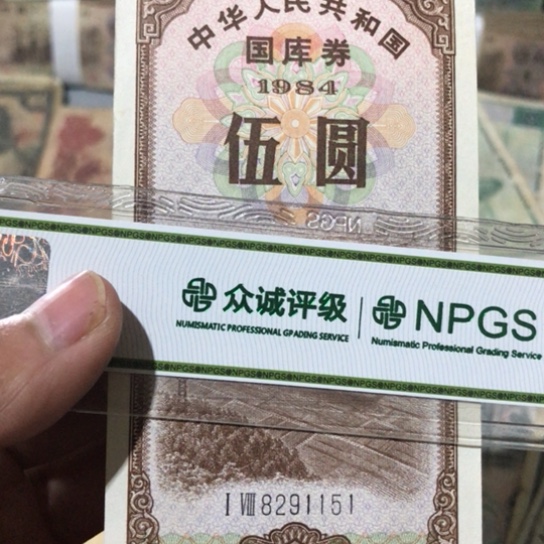 中华人民共和国
国库券
1984
伍圆
NPGS
众诚评级
NUMISMATIC PROFESSIONAL GPADING SERVICE
NPGS
Numismatic Professional Grading Service
I VIII 8291151